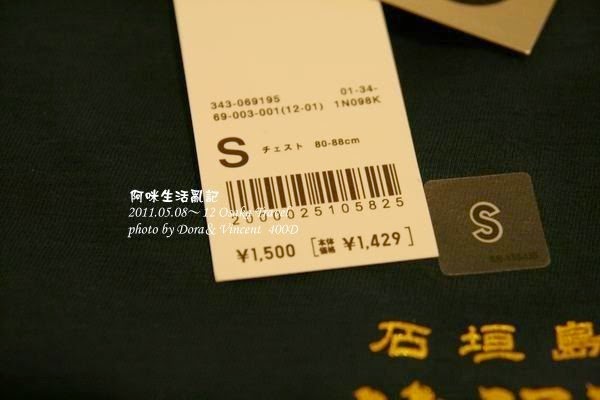 343-069195 01-34-
69-003-001(12-01) 1N098K
S チェスト 80-88cm
2000025105825
¥1,500 [本体価格 ¥1,429]
S
阿咪生活亂記
2011.05.08~ 12 Osaka Travel
photo by Dora & Vincent 400D
石垣島